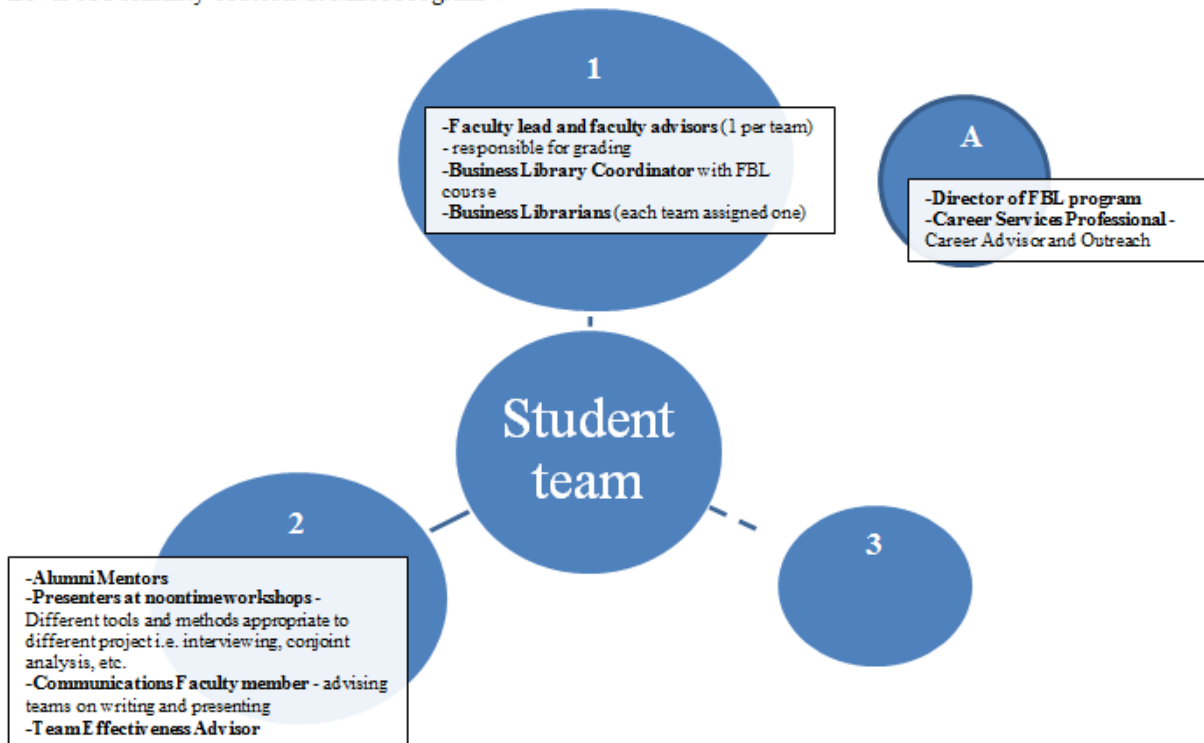 1
-Faculty lead and faculty advisors (1 per team)
- responsible for grading
-Business Library Coordinator with FBL
course
-Business Librarians (each team assigned one)
A
-Director of FBL program
-Career Services Professional -
Career Advisor and Outreach
Student
team
2
-Alumni Mentors
-Presenters at noontime workshops -
Different tools and methods appropriate to
different project i.e. interviewing, conjoint
analysis, etc.
-Communications Faculty member - advising
teams on writing and presenting
-Team Effectiveness Advisor
3